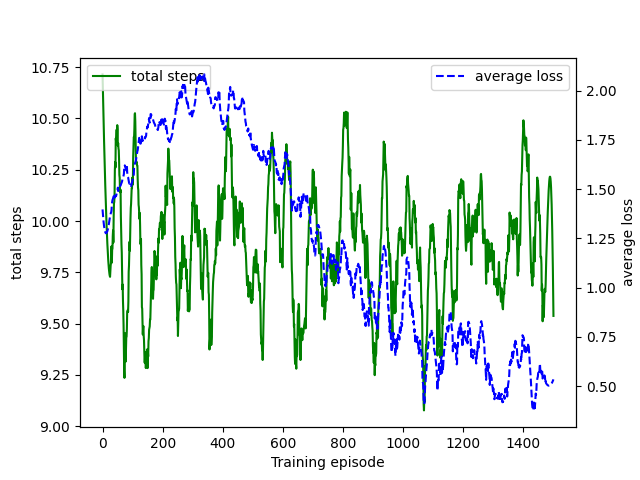 total steps
average loss
10.75
10.50
10.25
10.00
9.75
9.50
9.25
9.00
total steps
2.00
1.75
1.50
1.25
1.00
0.75
0.50
average loss
0 200 400 600 800 1000 1200 1400
Training episode